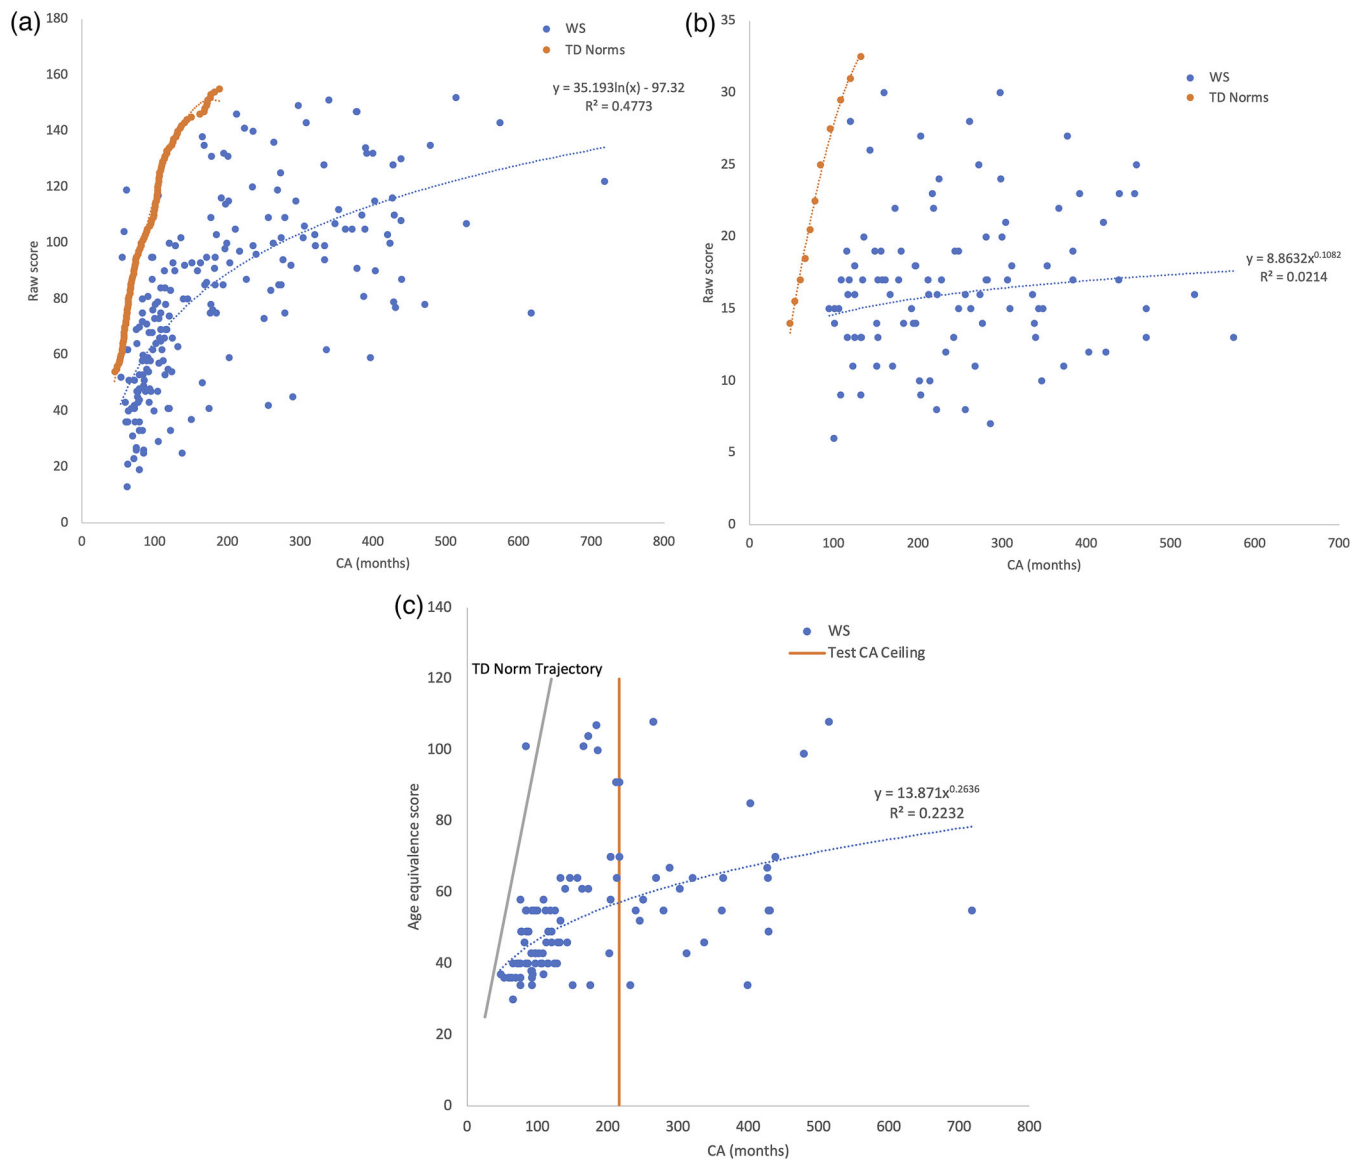 (a)
180
160
140
120
100
80
60
40
20
0
Raw score
0 100 200 300 400 500 600 700 800
CA (months)
WS
TD Norms
y = 35.193ln(x) - 97.32
R² = 0.4773
(b)
35
30
25
20
15
10
5
0
Raw score
0 100 200 300 400 500 600 700
CA (months)
WS
TD Norms
y = 8.8632x^0.1082
R² = 0.0214
(c)
140
120
100
80
60
40
20
0
Age equivalence score
0 100 200 300 400 500 600 700 800
CA (months)
WS
Test CA Ceiling
TD Norm Trajectory
y = 13.871x^0.2636
R² = 0.2232